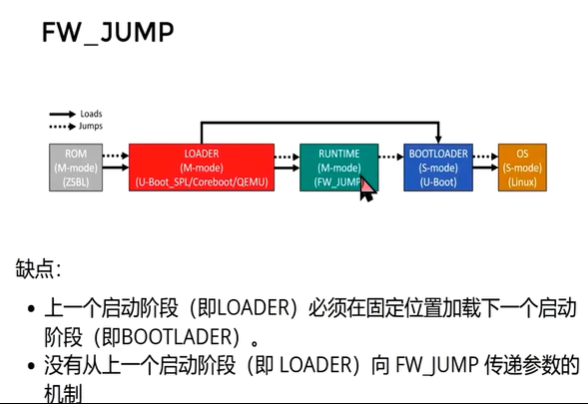 FW_JUMP
Loads
Jumps
ROM
(M-mode)
(ZSBL)
LOADER
(M-mode)
(U-Boot_SPL/Coreboot/QEMU)
RUNTIME
(M-mode)
(FW_JUMP
BOOTLOADER
(S-mode)
(U-Boot)
OS
(S-mode)
(Linux)
缺点：
• 上一个启动阶段（即LOADER）必须在固定位置加载下一个启动
阶段（即BOOTLADER）。
• 没有从上一个启动阶段（即 LOADER）向 FW_JUMP 传递参数的
机制